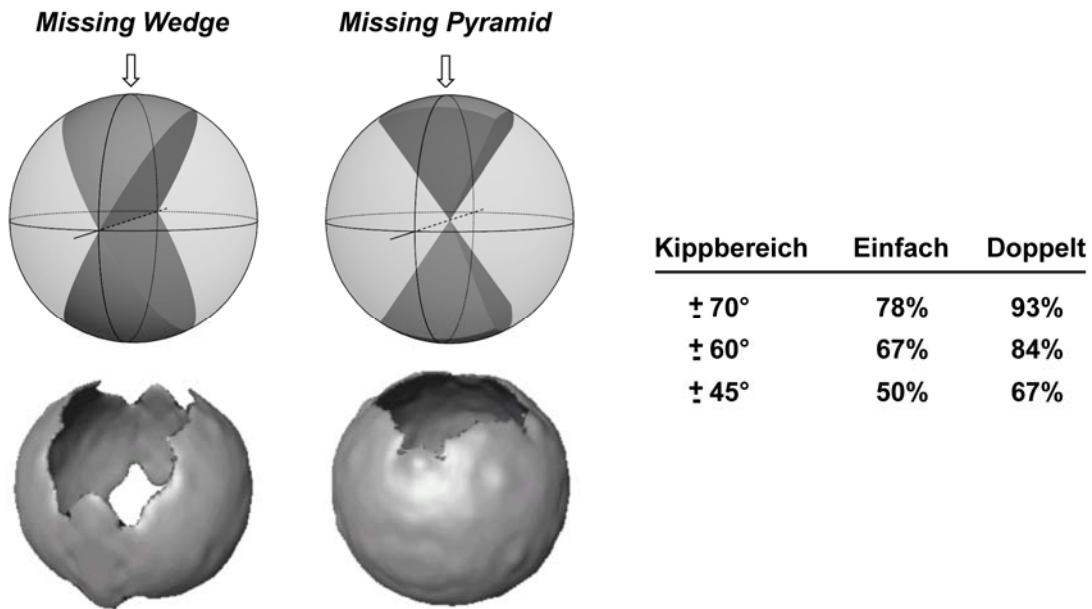 Missing Wedge
Missing Pyramid
Kippbereich Einfach Doppelt
± 70° 78% 93%
± 60° 67% 84%
± 45° 50% 67%